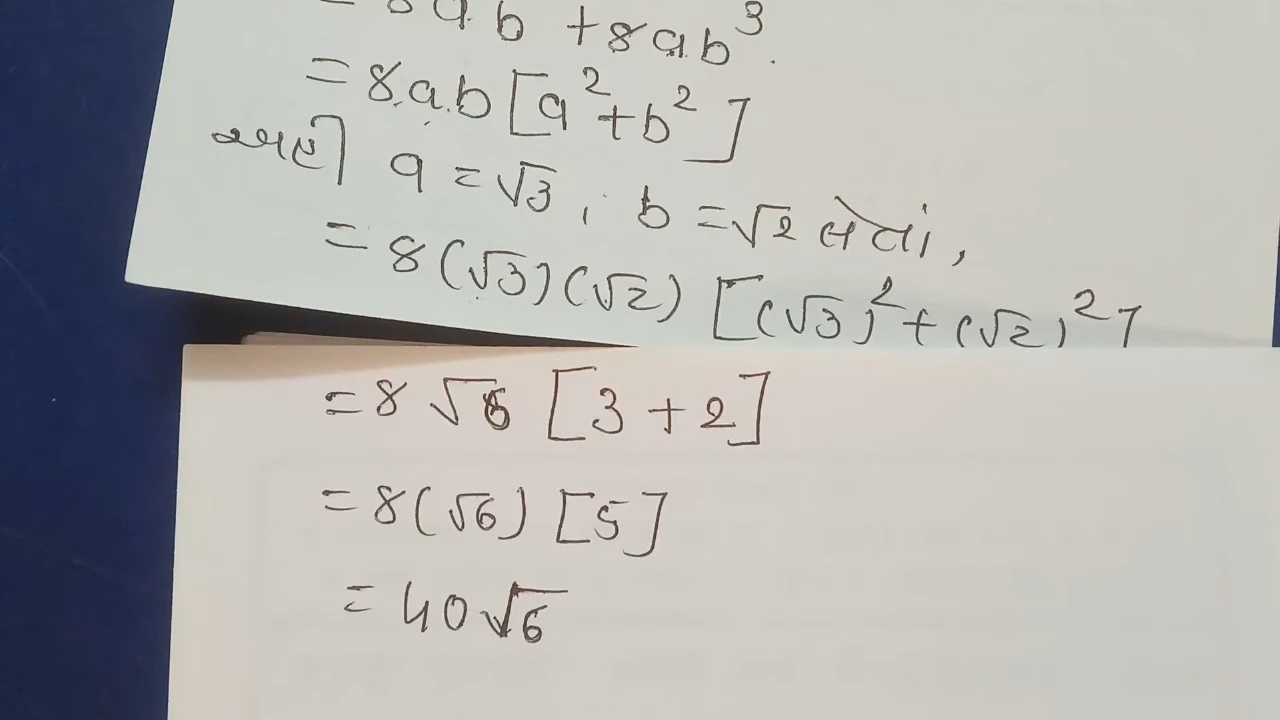 +8ab³.
= 8ab[a²+b²]
અહીં a = √3, b = √2 લેતાં,
= 8(√3)(√2) [(√3)²+(√2)²]
= 8 √6 [3 + 2]
= 8(√6) [5]
= 40√6